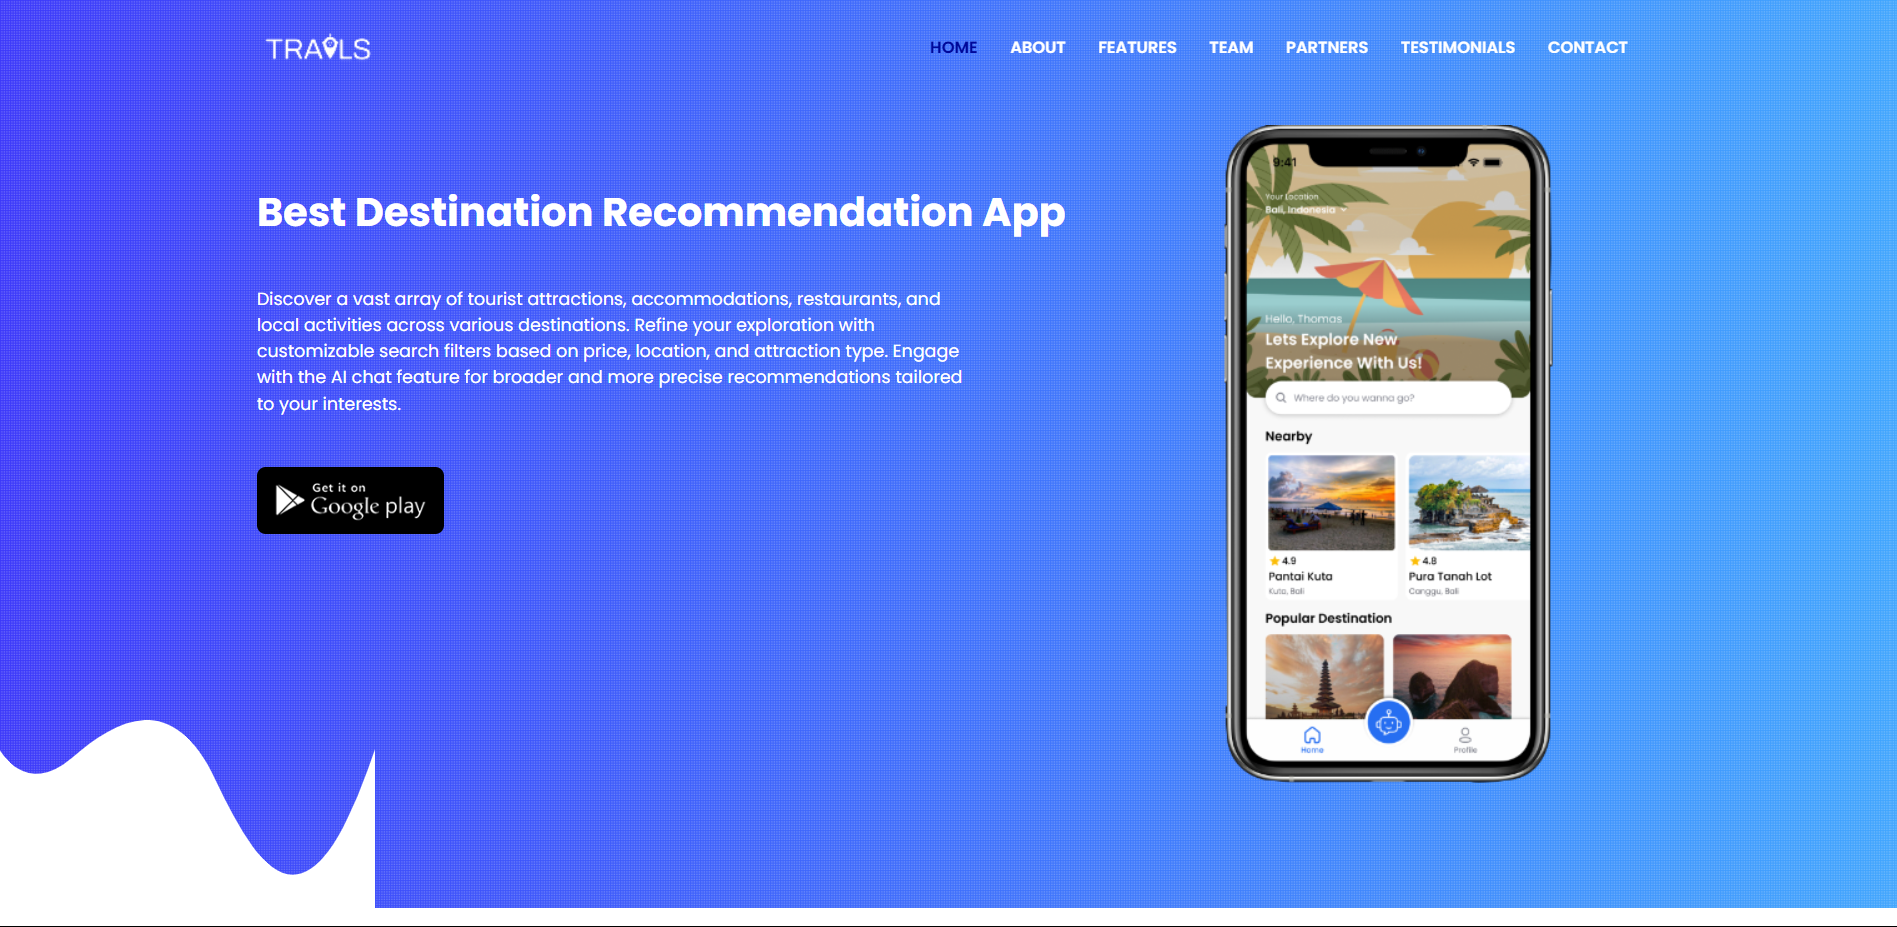 TRAVLS
HOME ABOUT FEATURES TEAM PARTNERS TESTIMONIALS CONTACT
Best Destination Recommendation App
Discover a vast array of tourist attractions, accommodations, restaurants, and
local activities across various destinations. Refine your exploration with
customizable search filters based on price, location, and attraction type. Engage
with the AI chat feature for broader and more precise recommendations tailored
to your interests.
Get it on
Google play
9:41
Your Location
Bali, Indonesia
Hello, Thomas
Lets Explore New
Experience With Us!
Where do you wanna go?
Nearby
4.9
Pantai Kuta
Kuta, Bali
4.8
Pura Tanah Lot
Canggu, Bali
Popular Destination
Home
Profile